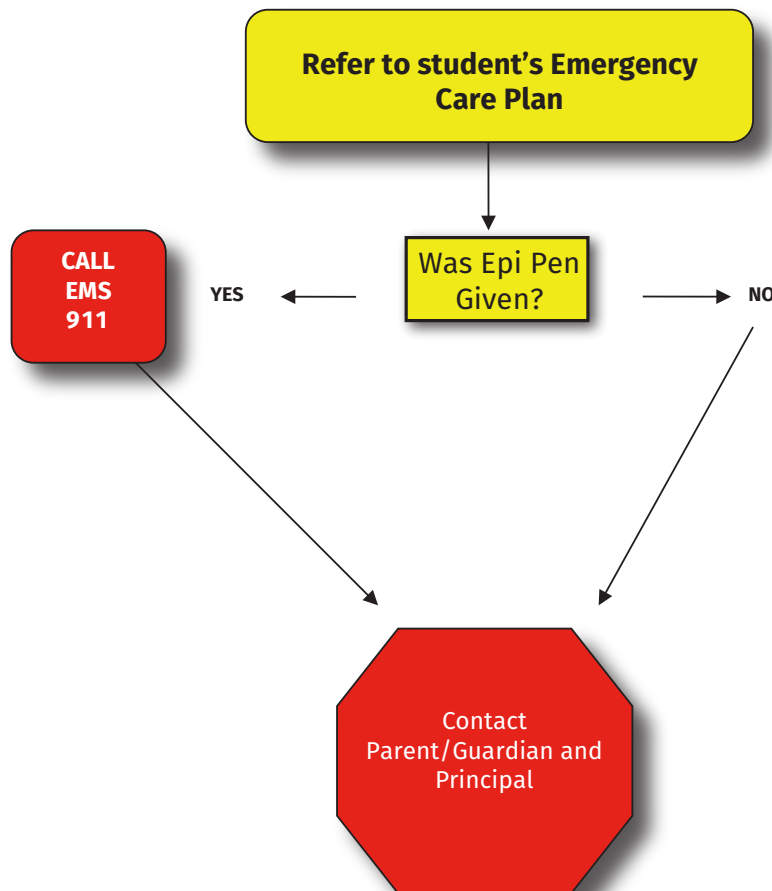 Refer to student’s Emergency
Care Plan
Was Epi Pen
Given?
YES
NO
CALL
EMS
911
Contact
Parent/Guardian and
Principal